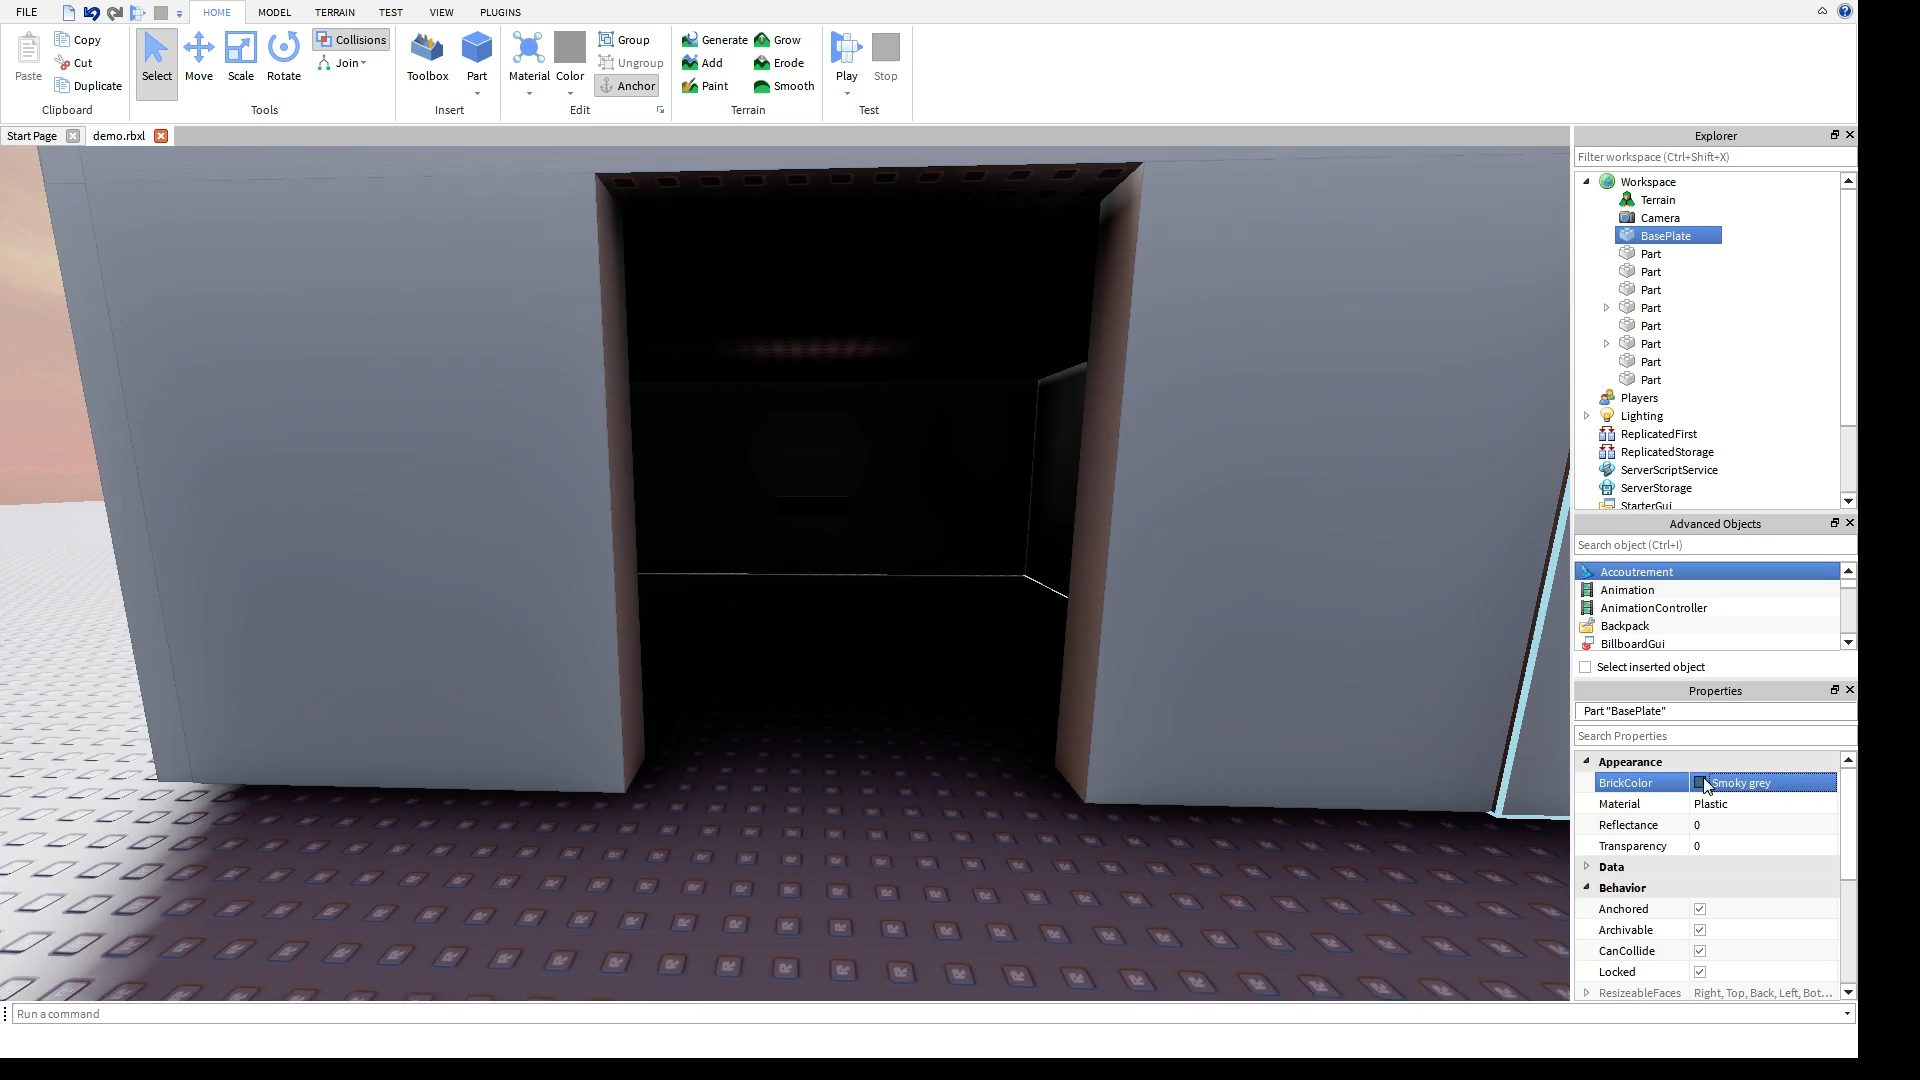 FILE
HOME
MODEL
TERRAIN
TEST
VIEW
PLUGINS
Paste
Copy
Cut
Duplicate
Clipboard
Select
Move
Scale
Rotate
Collisions
Join
Tools
Toolbox
Part
Insert
Material
Color
Group
Ungroup
Anchor
Edit
Generate
Add
Paint
Grow
Erode
Smooth
Terrain
Play
Stop
Test
Start Page
demo.rbxl
Explorer
Filter workspace (Ctrl+Shift+X)
Workspace
Terrain
Camera
BasePlate
Part
Part
Part
Part
Part
Part
Part
Part
Players
Lighting
ReplicatedFirst
ReplicatedStorage
ServerScriptService
ServerStorage
StarterGui
Advanced Objects
Search object (Ctrl+I)
Accoutrement
Animation
AnimationController
Backpack
BillboardGui
Select inserted object
Properties
Part "BasePlate"
Search Properties
Appearance
BrickColor Smoky grey
Material Plastic
Reflectance 0
Transparency 0
Data
Behavior
Anchored
Archivable
CanCollide
Locked
ResizeableFaces Right, Top, Back, Left, Bot...
Run a command